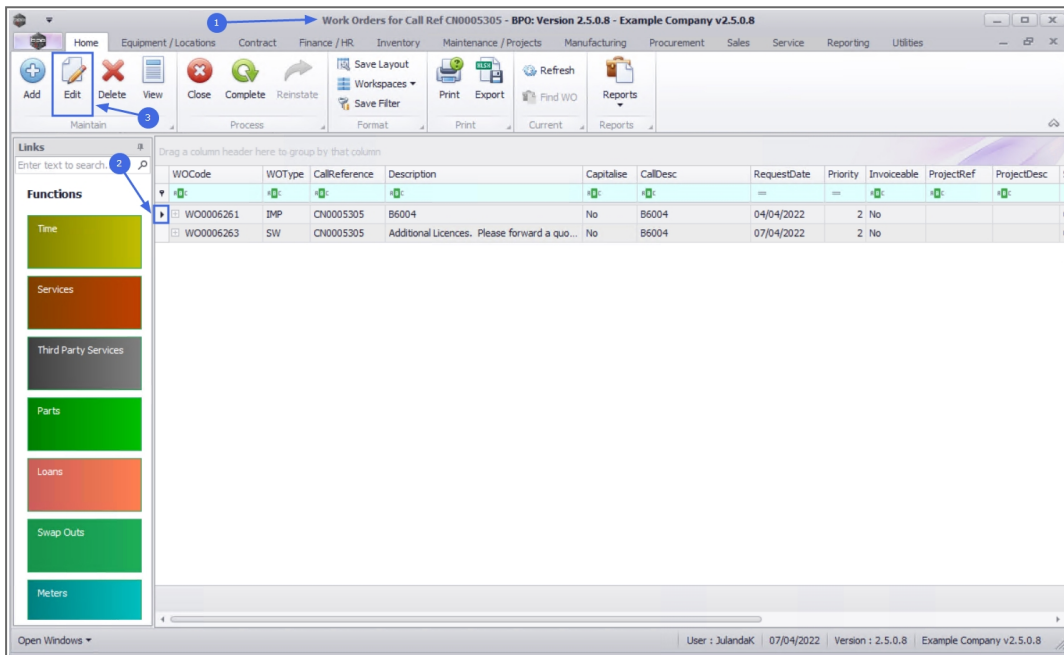 1
Work Orders for Call Ref CN0005305 - BPO: Version 2.5.0.8 - Example Company v2.5.0.8
Home Equipment / Locations Contract Finance / HR Inventory Maintenance / Projects Manufacturing Procurement Sales Service Reporting Utilities
Add Edit Delete View Close Complete Reinstate
Save Layout
Workspaces
Save Filter
Print Export
Refresh
Find WO
Reports
3
Maintain Process Format Print Current Reports
Links
Enter text to search...
2
Functions
Time
Services
Third Party Services
Parts
Loans
Swap Outs
Meters
Drag a column header here to group by that column
WOCode WOType CallReference Description Capitalise CallDesc RequestDate Priority Invoiceable ProjectRef ProjectDesc
WO0006261 IMP CN0005305 B6004 No B6004 04/04/2022 2 No
WO0006263 SW CN0005305 Additional Licences. Please forward a quo... No B6004 07/04/2022 2 No
Open Windows
User : JulandaK 07/04/2022 Version : 2.5.0.8 Example Company v2.5.0.8